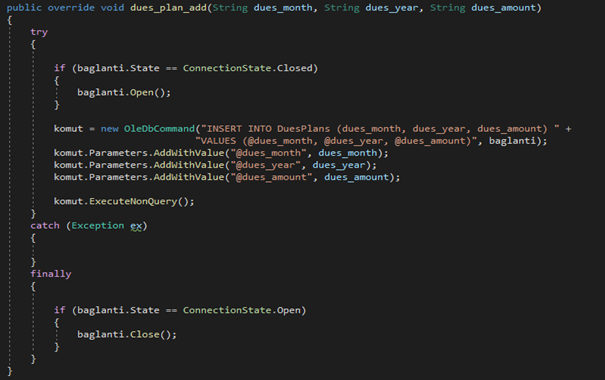 public override void dues_plan_add(String dues_month, String dues_year, String dues_amount)
{
try
{
if (baglanti.State == ConnectionState.Closed)
{
baglanti.Open();
}
komut = new OleDbCommand("INSERT INTO DuesPlans (dues_month, dues_year, dues_amount) " +
"VALUES (@dues_month, @dues_year, @dues_amount)", baglanti);
komut.Parameters.AddWithValue("@dues_month", dues_month);
komut.Parameters.AddWithValue("@dues_year", dues_year);
komut.Parameters.AddWithValue("@dues_amount", dues_amount);
komut.ExecuteNonQuery();
}
catch (Exception ex)
{
}
finally
{
if (baglanti.State == ConnectionState.Open)
{
baglanti.Close();
}
}
}